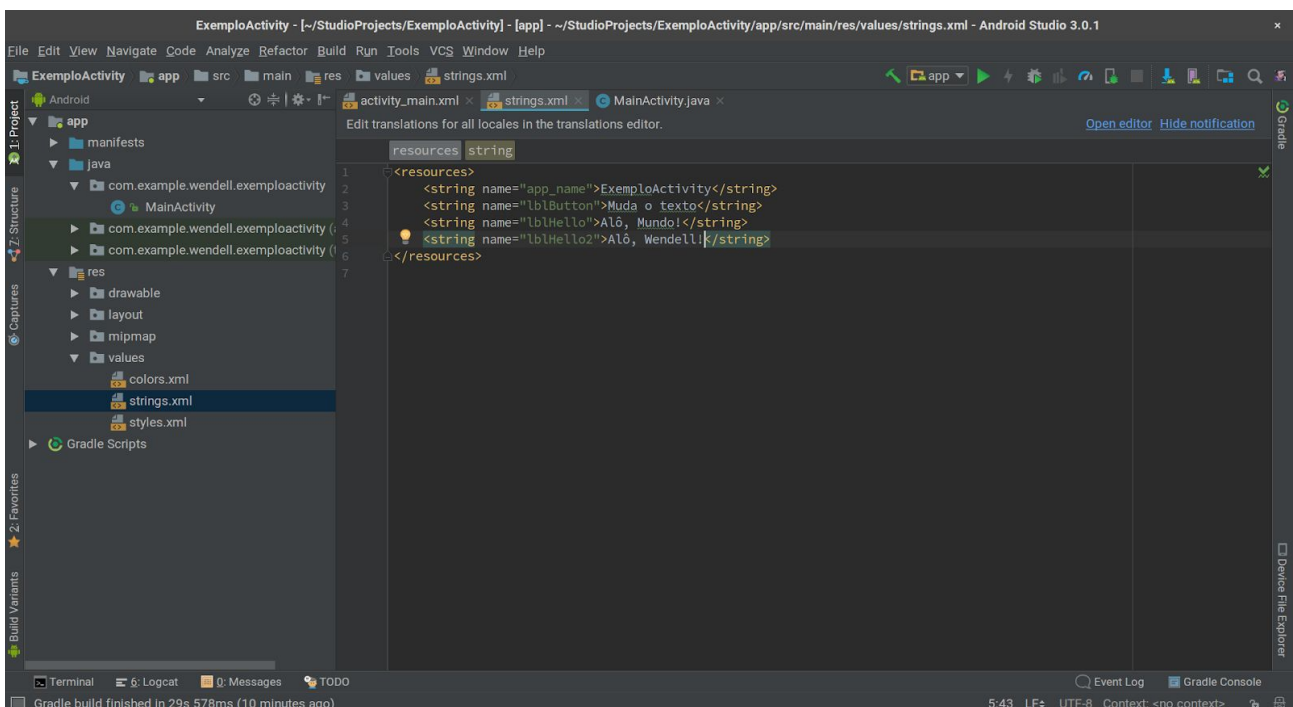 ExemploActivity - [~/StudioProjects/ExemploActivity] - [app] - ~/StudioProjects/ExemploActivity/app/src/main/res/values/strings.xml - Android Studio 3.0.1
File Edit View Navigate Code Analyze Refactor Build Run Tools VCS Window Help
ExemploActivity app src main res values strings.xml app
1: Project
Z: Structure
Captures
2: Favorites
Build Variants
Android
app
manifests
java
com.example.wendell.exemploactivity
MainActivity
com.example.wendell.exemploactivity
com.example.wendell.exemploactivity
res
drawable
layout
mipmap
values
colors.xml
strings.xml
styles.xml
Gradle Scripts
activity_main.xml strings.xml MainActivity.java
Edit translations for all locales in the translations editor. Open editor Hide notification
resources string
1 <resources>
2 <string name="app_name">ExemploActivity</string>
3 <string name="lblButton">Muda o texto</string>
4 <string name="lblHello">Alô, Mundo!</string>
5 <string name="lblHello2">Alô, Wendell!</string>
6 </resources>
7
Gradle
Device File Explorer
Terminal 6: Logcat 0: Messages TODO Event Log Gradle Console
Gradle build finished in 29s 578ms (10 minutes ago) 5:43 LF UTF-8 Context: <no context>